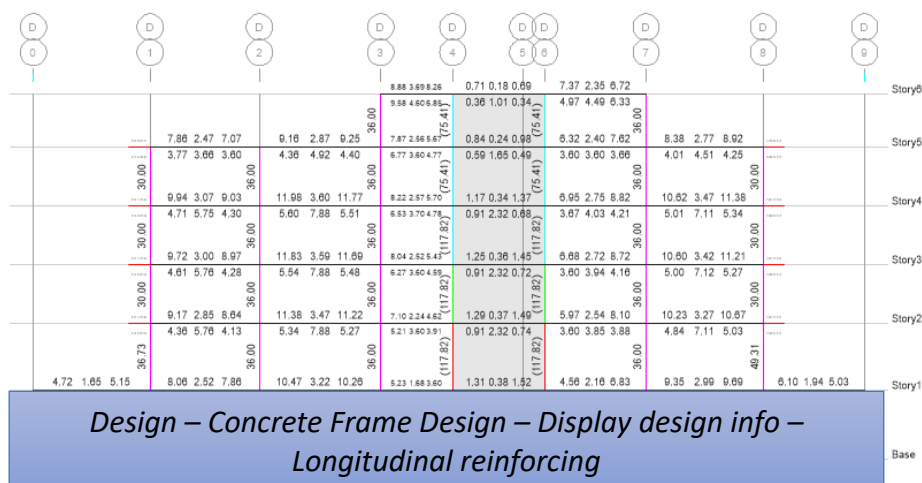 D D D D D D D D D D
0 1 2 3 4 5 6 7 8 9
8.88 3.69 8.26 0.71 0.18 0.69 7.37 2.35 6.72 Story6
9.58 4.60 6.85 0.36 1.01 0.34 4.97 4.49 6.33
36.00 (75.41) (75.41) 36.00
7.86 2.47 7.07 9.16 2.87 9.25 7.87 2.56 5.67 0.84 0.24 0.98 6.32 2.40 7.62 8.38 2.77 8.92 Story5
3.77 3.66 3.60 4.36 4.92 4.40 6.77 3.60 4.77 0.59 1.65 0.49 3.60 3.60 3.66 4.01 4.51 4.25
30.00 36.00 36.00 (75.41) (75.41) 36.00 30.00
9.94 3.07 9.03 11.98 3.60 11.77 8.22 2.57 5.70 1.17 0.34 1.37 6.95 2.75 8.82 10.62 3.47 11.38 Story4
4.71 5.75 4.30 5.60 7.88 5.51 6.53 3.70 4.78 0.91 2.32 0.68 3.67 4.03 4.21 5.01 7.11 5.34
30.00 36.00 36.00 (117.82) (117.82) 36.00 30.00
9.72 3.00 8.97 11.83 3.59 11.69 8.04 2.52 5.43 1.25 0.36 1.45 6.68 2.72 8.72 10.60 3.42 11.21 Story3
4.61 5.76 4.28 5.54 7.88 5.48 6.27 3.60 4.59 0.91 2.32 0.72 3.60 3.94 4.16 5.00 7.12 5.27
30.00 36.00 36.00 (117.82) (117.82) 36.00 30.00
9.17 2.85 8.64 11.38 3.47 11.22 7.10 2.24 4.62 1.29 0.37 1.49 5.97 2.54 8.10 10.23 3.27 10.67 Story2
4.36 5.76 4.13 5.34 7.88 5.27 5.21 3.60 3.91 0.91 2.32 0.74 3.60 3.85 3.88 4.84 7.11 5.03
36.73 36.00 36.00 (117.82) (117.82) 36.00 49.31
4.72 1.65 5.15 8.06 2.52 7.86 10.47 3.22 10.26 5.23 1.68 3.60 1.31 0.38 1.52 4.56 2.16 6.83 9.35 2.99 9.69 6.10 1.94 5.03 Story1
Design – Concrete Frame Design – Display design info –
Longitudinal reinforcing
Base